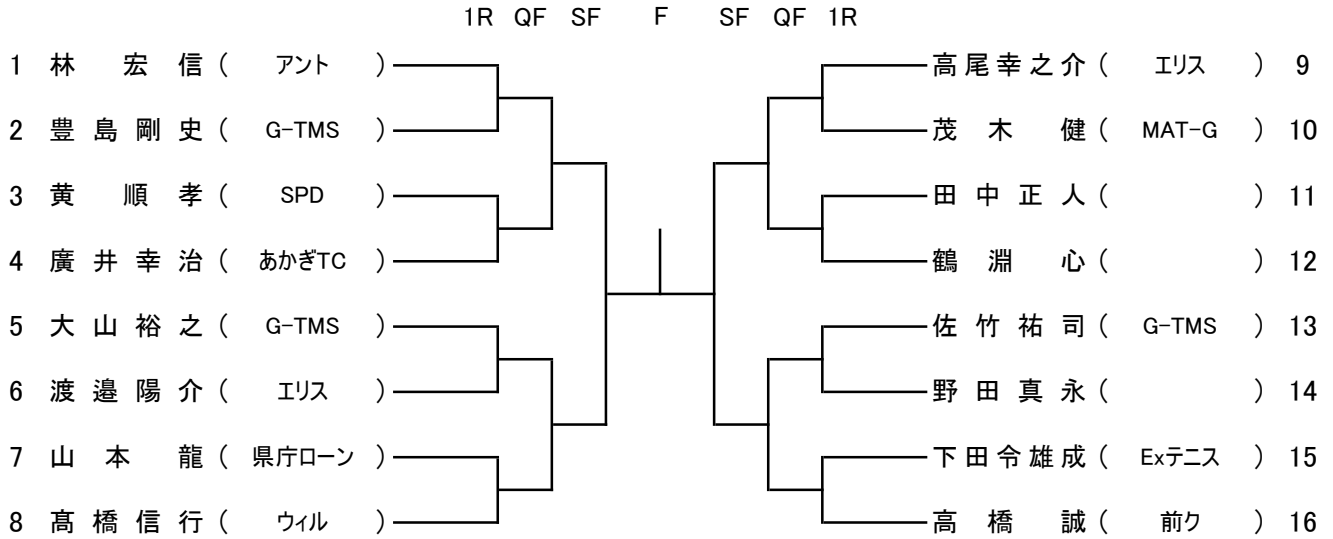 1R QF SF F SF QF 1R
1 林 宏 信 ( アント ) 高尾幸之介 ( エリス ) 9
2 豊 島 剛 史 ( G-TMS ) 茂 木 健 ( MAT-G ) 10
3 黄 順 孝 ( SPD ) 田 中 正 人 ( ) 11
4 廣 井 幸 治 ( あかぎTC ) 鶴 淵 心 ( ) 12
5 大 山 裕 之 ( G-TMS ) 佐 竹 祐 司 ( G-TMS ) 13
6 渡 邉 陽 介 ( エリス ) 野 田 真 永 ( ) 14
7 山 本 龍 ( 県庁ローン ) 下田令雄成 ( Exテニス ) 15
8 髙 橋 信 行 ( ウィル ) 高 橋 誠 ( 前ク ) 16